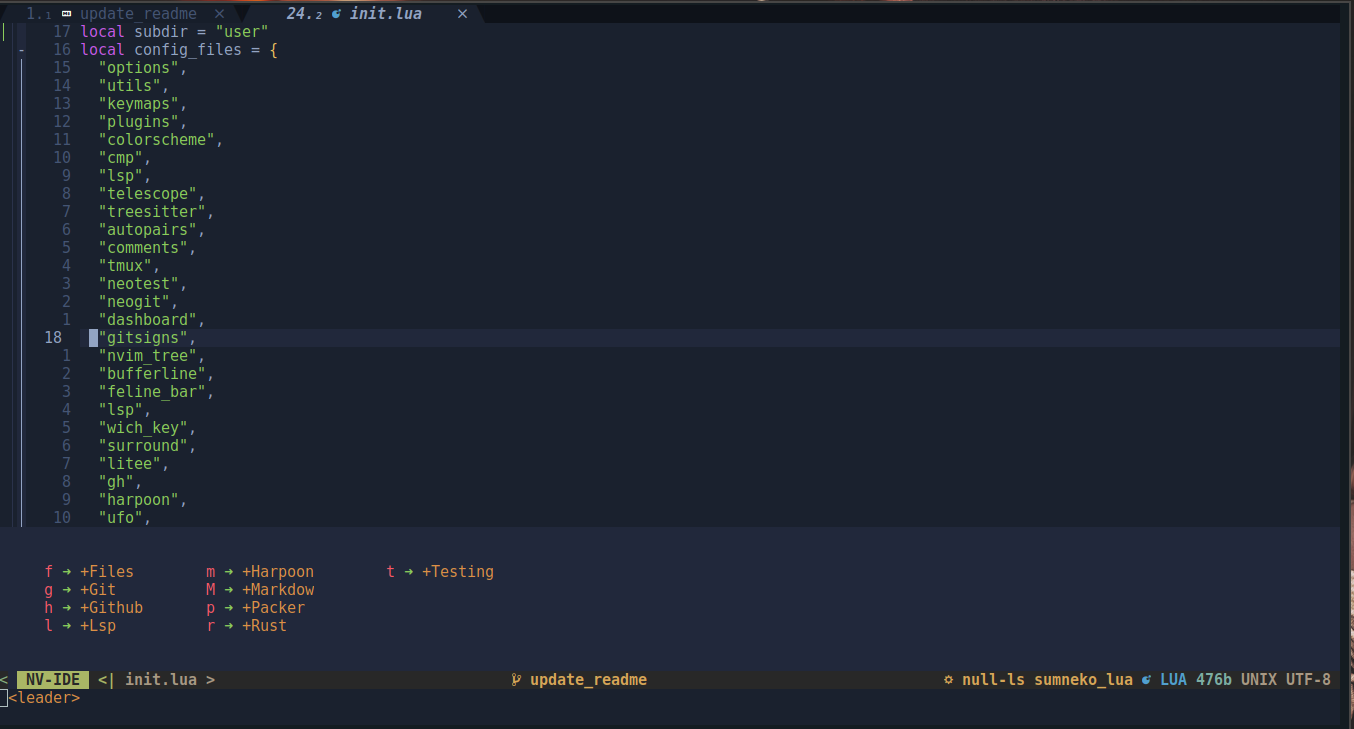 1.₁ update_readme × 24.₂ init.lua ×
17 local subdir = "user"
- 16 local config_files = {
15 "options",
14 "utils",
13 "keymaps",
12 "plugins",
11 "colorscheme",
10 "cmp",
9 "lsp",
8 "telescope",
7 "treesitter",
6 "autopairs",
5 "comments",
4 "tmux",
3 "neotest",
2 "neogit",
1 "dashboard",
18 "gitsigns",
1 "nvim_tree",
2 "bufferline",
3 "feline_bar",
4 "lsp",
5 "wich_key",
6 "surround",
7 "litee",
8 "gh",
9 "harpoon",
10 "ufo",
f ➜ +Files m ➜ +Harpoon t ➜ +Testing
g ➜ +Git M ➜ +Markdow
h ➜ +Github p ➜ +Packer
l ➜ +Lsp r ➜ +Rust
< NV-IDE <| init.lua > update_readme null-ls sumneko_lua LUA 476b UNIX UTF-8
<leader>